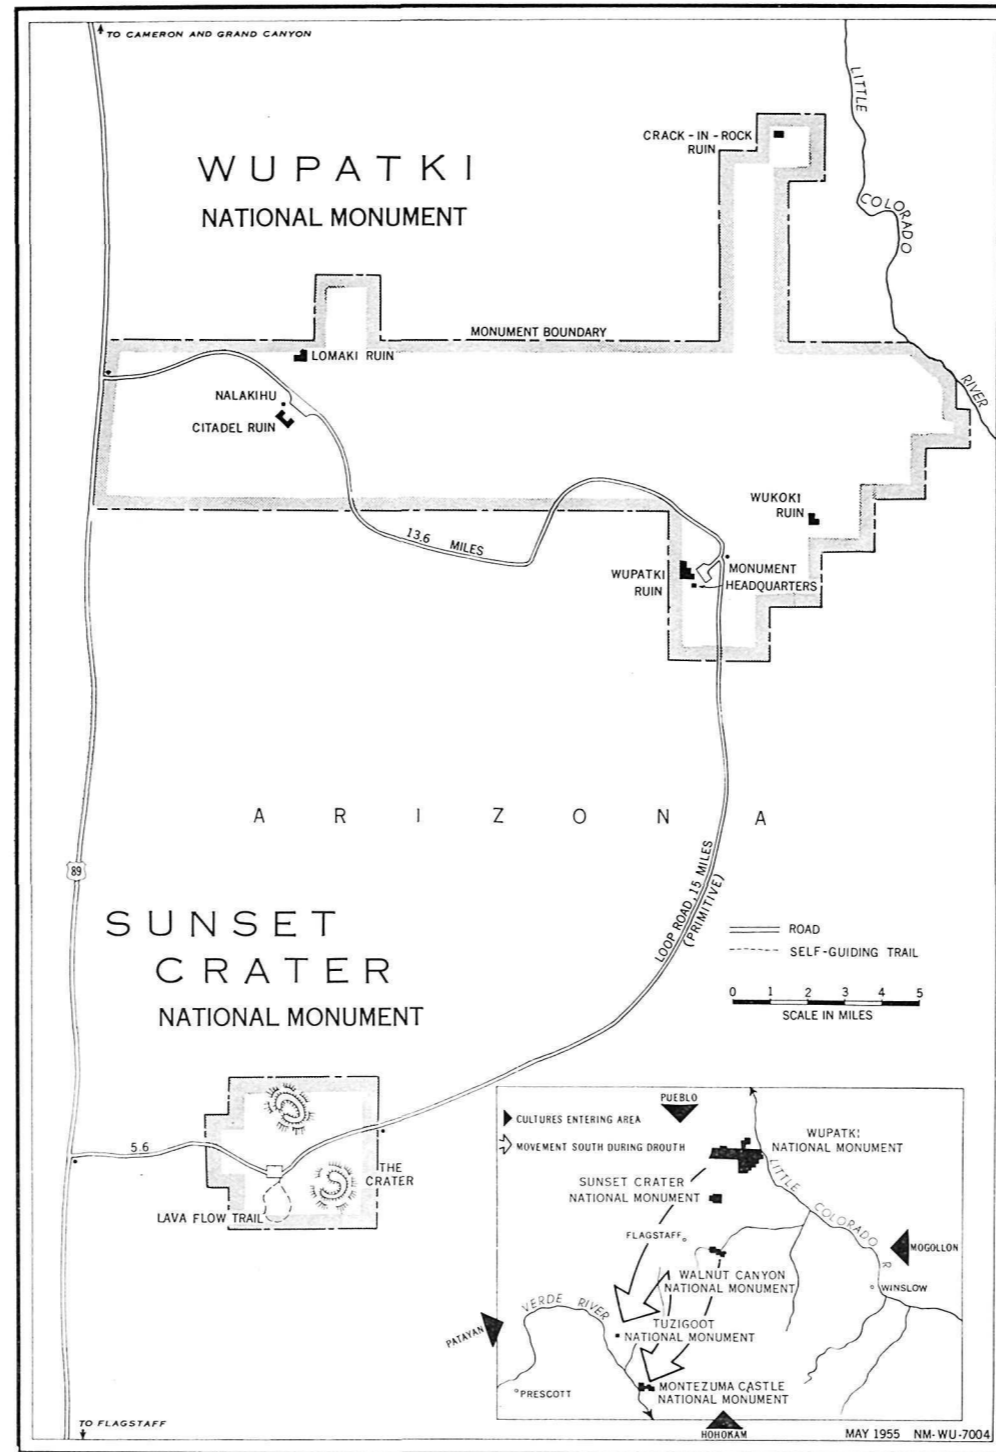 TO CAMERON AND GRAND CANYON
LITTLE
COLORADO
RIVER
CRACK-IN-ROCK
RUIN
WUPATKI
NATIONAL MONUMENT
MONUMENT BOUNDARY
LOMAKI RUIN
NALAKIHU
CITADEL RUIN
WUKOKI
RUIN
13.6 MILES
WUPATKI
RUIN
MONUMENT
HEADQUARTERS
ARIZONA
89
SUNSET
CRATER
NATIONAL MONUMENT
LOOP ROAD, 15 MILES
(PRIMITIVE)
ROAD
SELF-GUIDING TRAIL
0 1 2 3 4 5
SCALE IN MILES
5.6
THE
CRATER
LAVA FLOW TRAIL
TO FLAGSTAFF
PUEBLO
CULTURES ENTERING AREA
MOVEMENT SOUTH DURING DROUTH
WUPATKI
NATIONAL MONUMENT
SUNSET CRATER
NATIONAL MONUMENT
LITTLE COLORADO R
FLAGSTAFF
MOGOLLON
WALNUT CANYON
NATIONAL MONUMENT
WINSLOW
VERDE RIVER
TUZIGOOT
NATIONAL MONUMENT
PATAYAN
PRESCOTT
MONTEZUMA CASTLE
NATIONAL MONUMENT
HOHOKAM
MAY 1955 NM-WU-7004